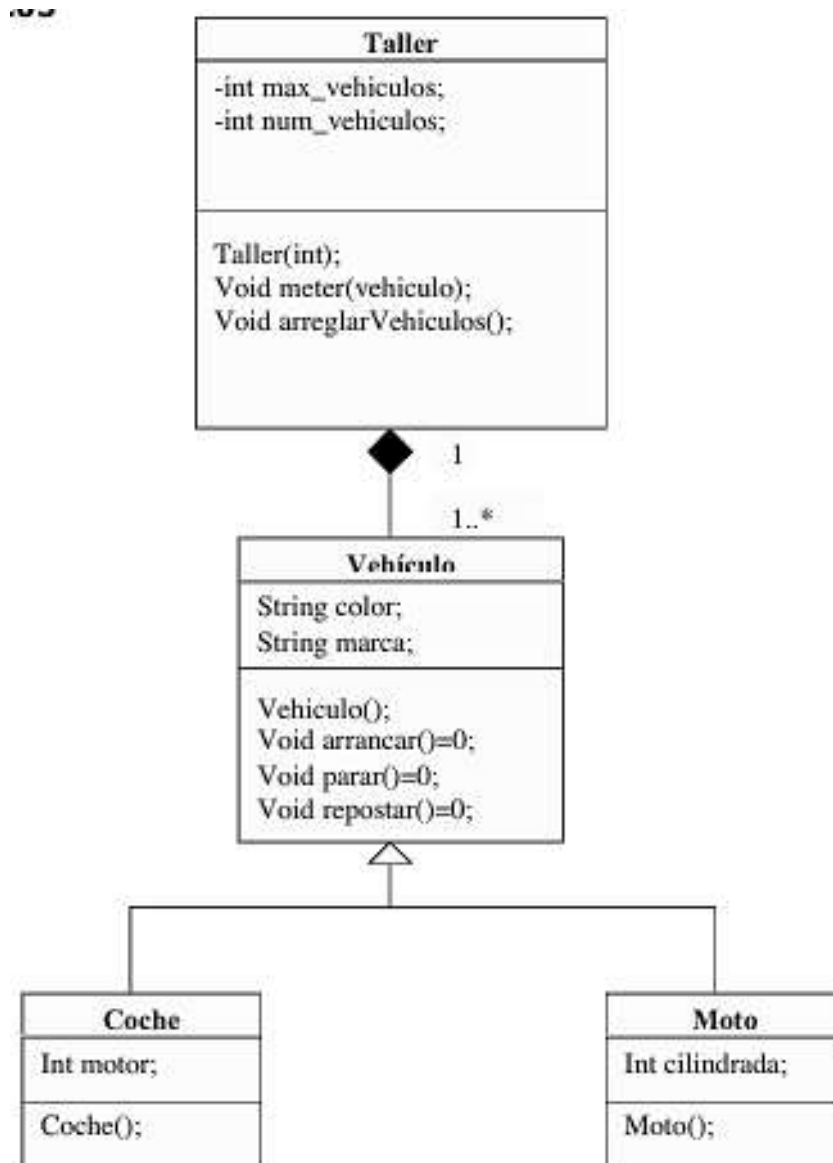 Taller
-int max_vehiculos;
-int num_vehiculos;
Taller(int);
Void meter(vehiculo);
Void arreglarVehiculos();
1
1..*
Vehículo
String color;
String marca;
Vehiculo();
Void arrancar()=0;
Void parar()=0;
Void repostar()=0;
Coche
Int motor;
Coche();
Moto
Int cilindrada;
Moto();